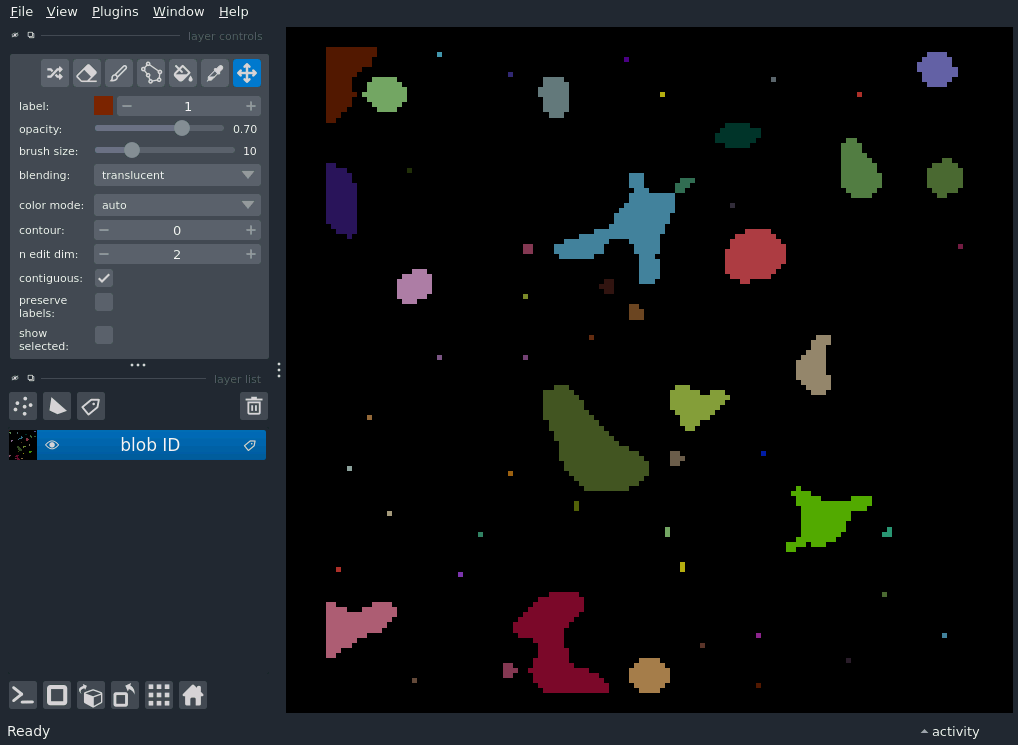 File View Plugins Window Help
layer controls
label: 1
opacity: 0.70
brush size: 10
blending: translucent
color mode: auto
contour: 0
n edit dim: 2
contiguous:
preserve
labels:
show
selected:
layer list
blob ID
Ready
activity